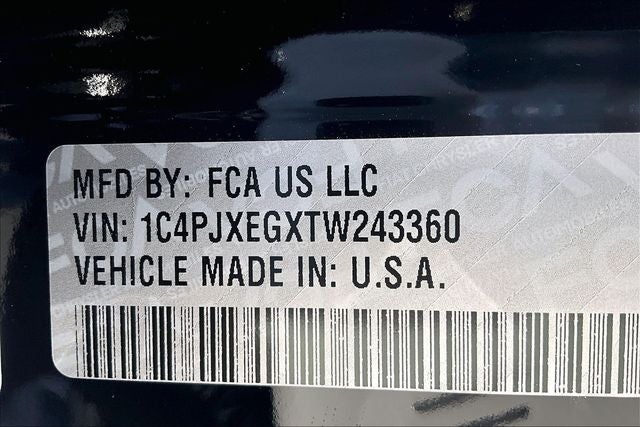 MFD BY: FCA US LLC
VIN: 1C4PJXEGXTW243360
VEHICLE MADE IN: U.S.A.